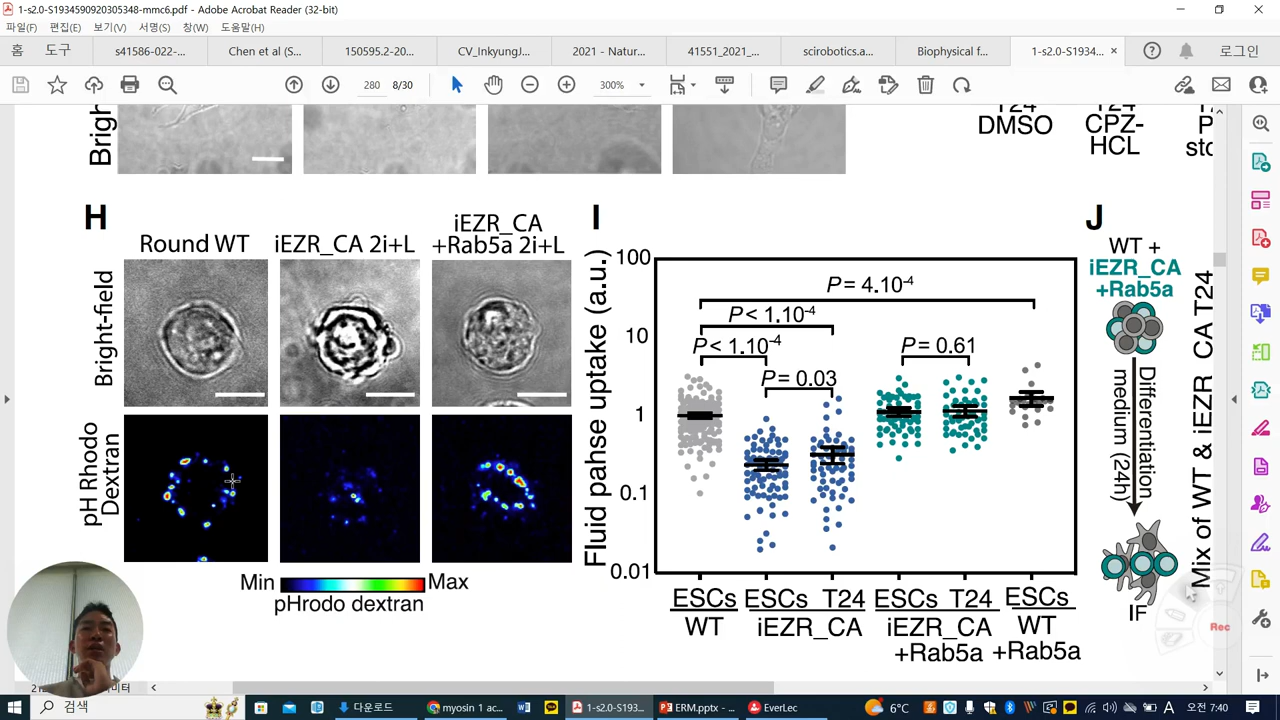 1-s2.0-S1934590920305348-mmc6.pdf - Adobe Acrobat Reader (32-bit)
파일(F) 편집(E) 보기(V) 서명(S) 창(W) 도움말(H)
홈 도구 s41586-022-... Chen et al (S... 150595.2-20... CV_InkyungJ... 2021 - Natur... 41551_2021_... scirobotics.a... Biophysical f... 1-s2.0-S1934... × 로그인
280 8/30 300%
Brigh
T24 T24
DMSO CPZ- P
HCL sto
H
Round WT
iEZR_CA 2i+L
iEZR_CA
+Rab5a 2i+L
Bright-field
pH Rhodo
Dextran
Min Max
pHrodo dextran
I
Fluid pahse uptake (a.u.)
100
10
1
0.1
0.01
P = 4.10-4
P < 1.10-4
P < 1.10-4
P = 0.61
P = 0.03
ESCs ESCs T24 ESCs T24 ESCs
WT iEZR_CA iEZR_CA WT
+Rab5a +Rab5a
J
WT +
iEZR_CA
+Rab5a
Differentiation
medium (24h)
IF
Mix of WT & iEZR_CA T24
Rec
검색
다운로드
myosin 1 ac...
1-s2.0-S193...
ERM.pptx - ...
EverLec
6°C
A
오전 7:40